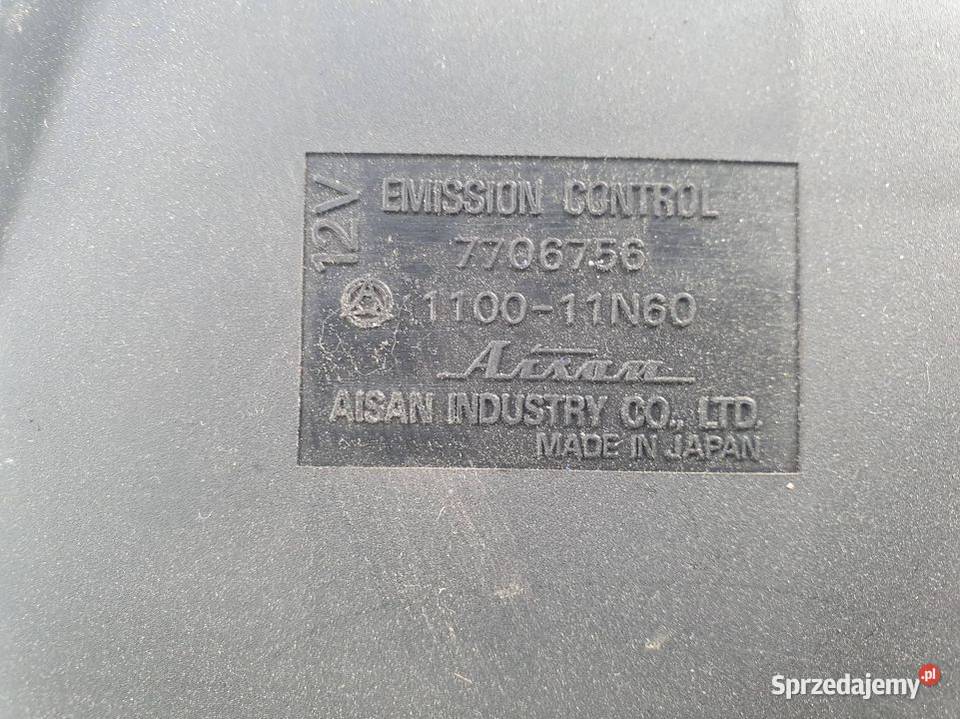 12V
EMISSION CONTROL
7706756
1100-11N60
Aisan
AISAN INDUSTRY CO., LTD.
MADE IN JAPAN
Sprzedajemy.pl